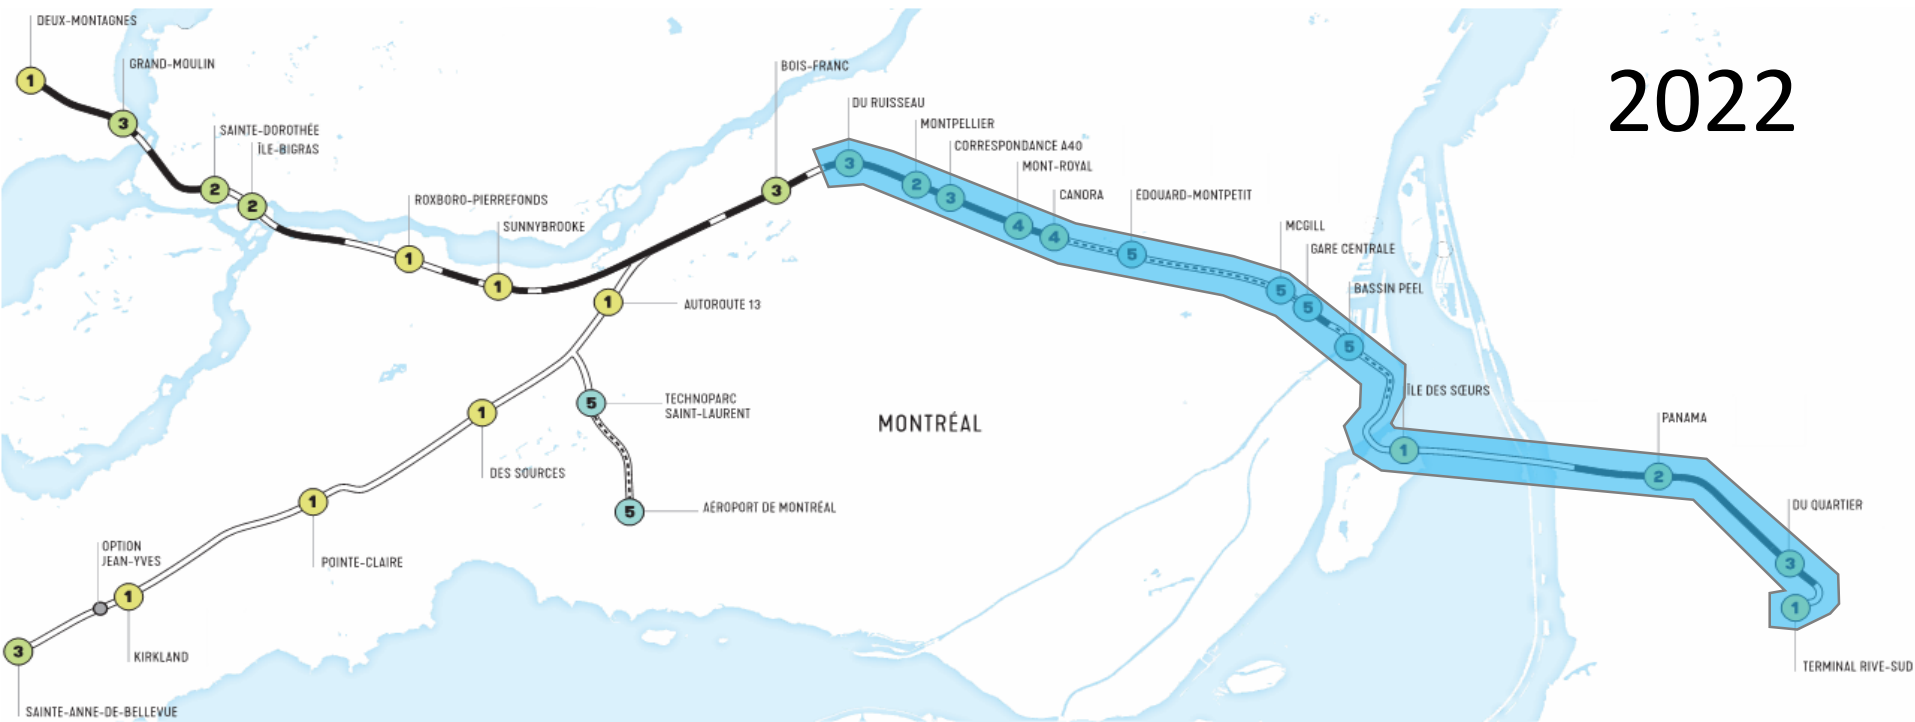 DEUX-MONTAGNES
1
GRAND-MOULIN
3
SAINTE-DOROTHÉE
2
ÎLE-BIGRAS
2
ROXBORO-PIERREFONDS
1
SUNNYBROOKE
1
BOIS-FRANC
3
DU RUISSEAU
3
MONTPELLIER
2
CORRESPONDANCE A40
3
MONT-ROYAL
4
CANORA
4
ÉDOUARD-MONTPETIT
5
MCGILL
5
GARE CENTRALE
5
BASSIN PEEL
5
ÎLE DES SŒURS
1
PANAMA
2
DU QUARTIER
3
TERMINAL RIVE-SUD
1
2022
AUTOROUTE 13
1
TECHNOPARC
SAINT-LAURENT
5
AÉROPORT DE MONTRÉAL
5
MONTRÉAL
DES SOURCES
1
POINTE-CLAIRE
1
OPTION
JEAN-YVES
KIRKLAND
1
SAINTE-ANNE-DE-BELLEVUE
3